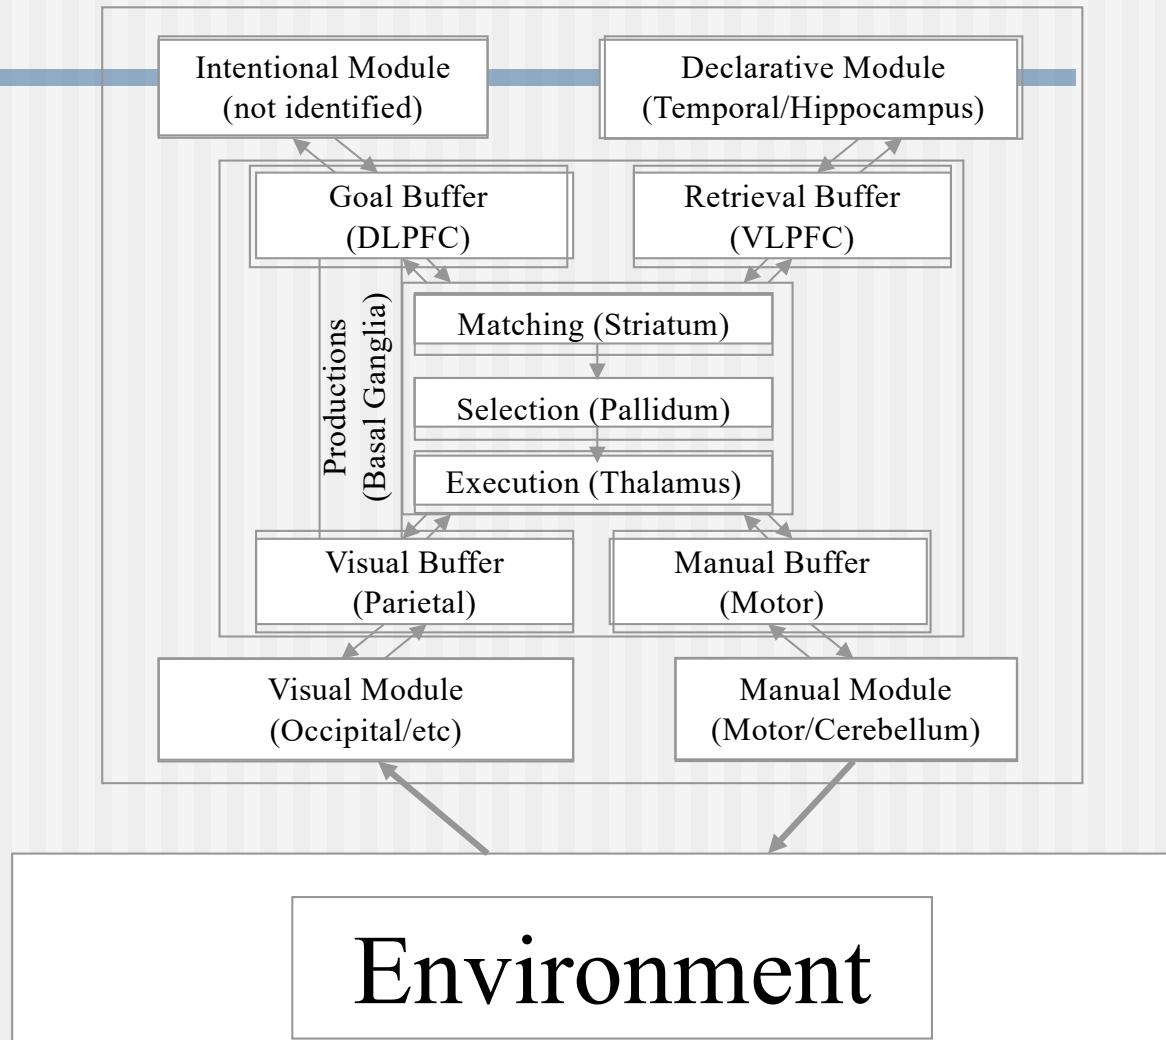 Intentional Module
(not identified)
Declarative Module
(Temporal/Hippocampus)
Goal Buffer
(DLPFC)
Retrieval Buffer
(VLPFC)
Productions
(Basal Ganglia)
Matching (Striatum)
Selection (Pallidum)
Execution (Thalamus)
Visual Buffer
(Parietal)
Manual Buffer
(Motor)
Visual Module
(Occipital/etc)
Manual Module
(Motor/Cerebellum)
Environment